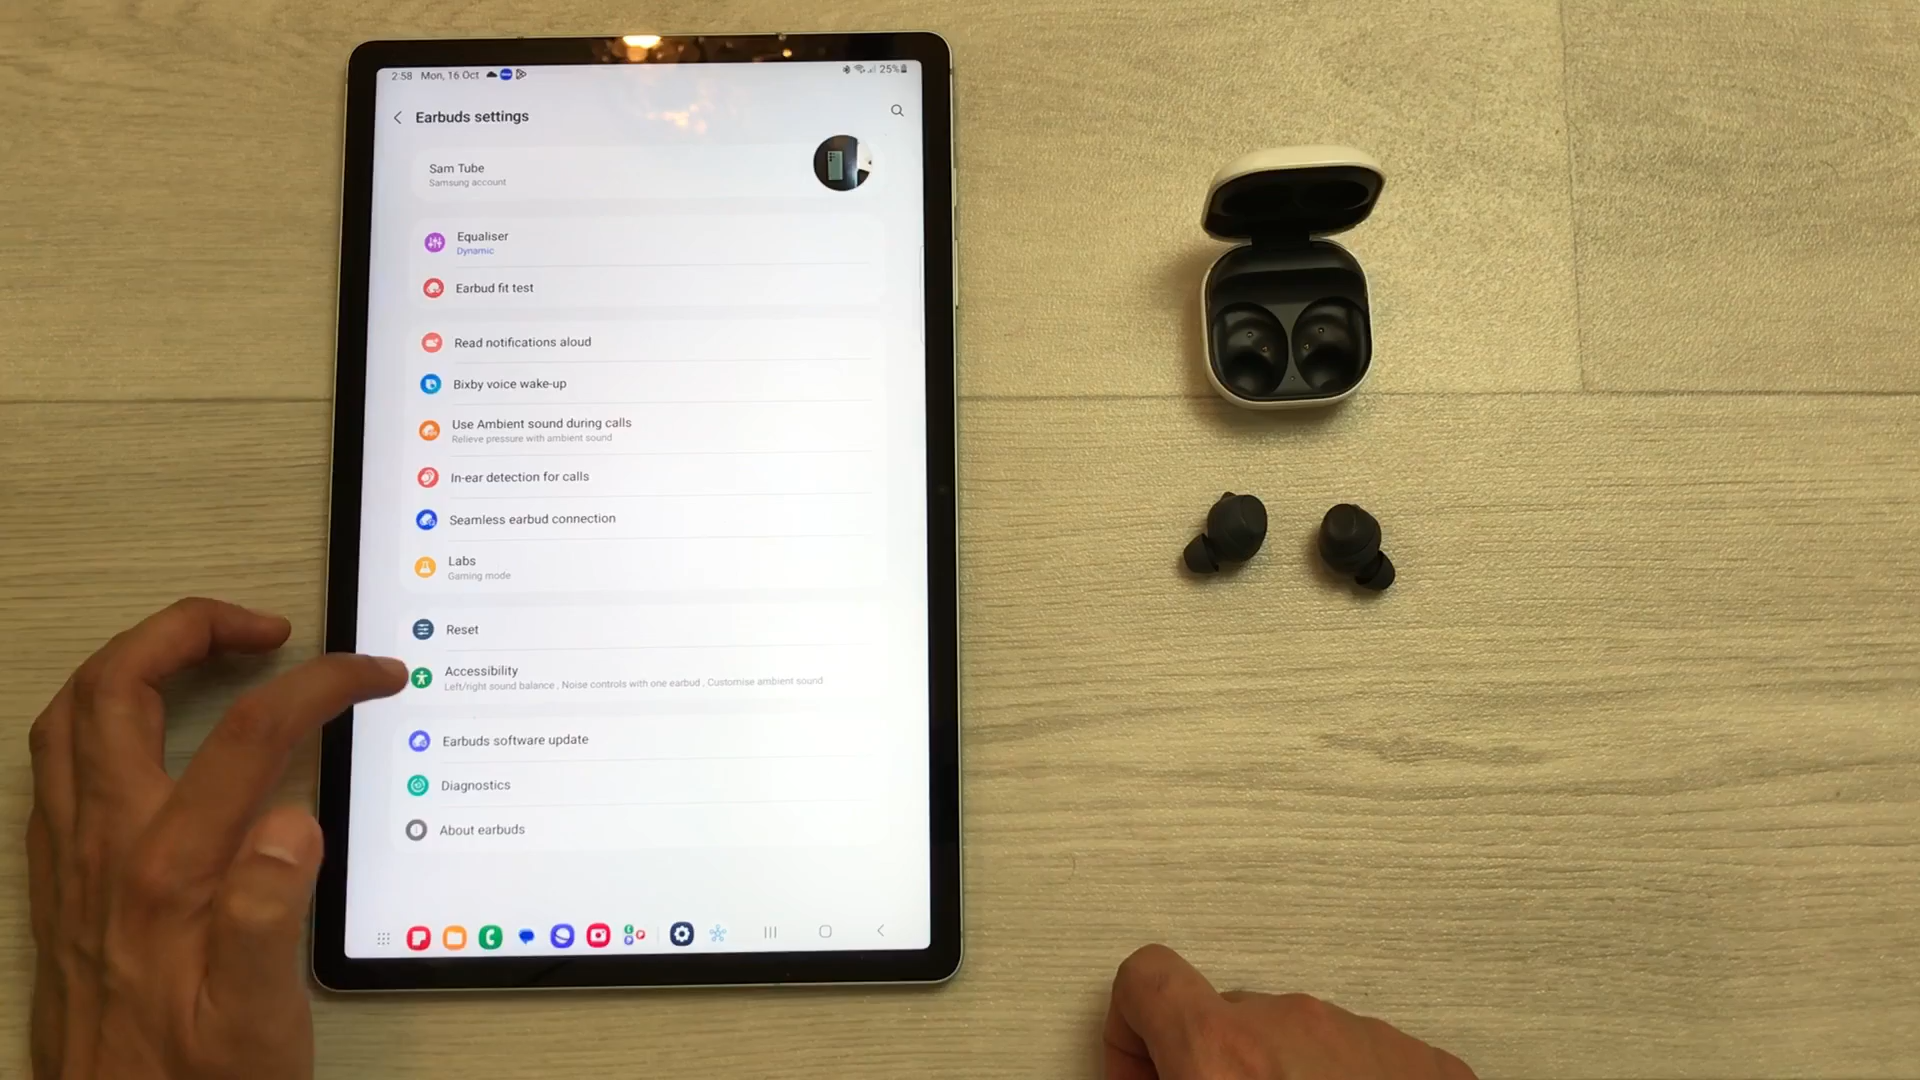 2:58 Mon, 16 Oct 25%
Earbuds settings
Sam Tube
Samsung account
Equaliser
Dynamic
Earbud fit test
Read notifications aloud
Bixby voice wake-up
Use Ambient sound during calls
Relieve pressure with ambient sound
In-ear detection for calls
Seamless earbud connection
Labs
Gaming mode
Reset
Accessibility
Left/right sound balance , Noise controls with one earbud , Customise ambient sound
Earbuds software update
Diagnostics
About earbuds